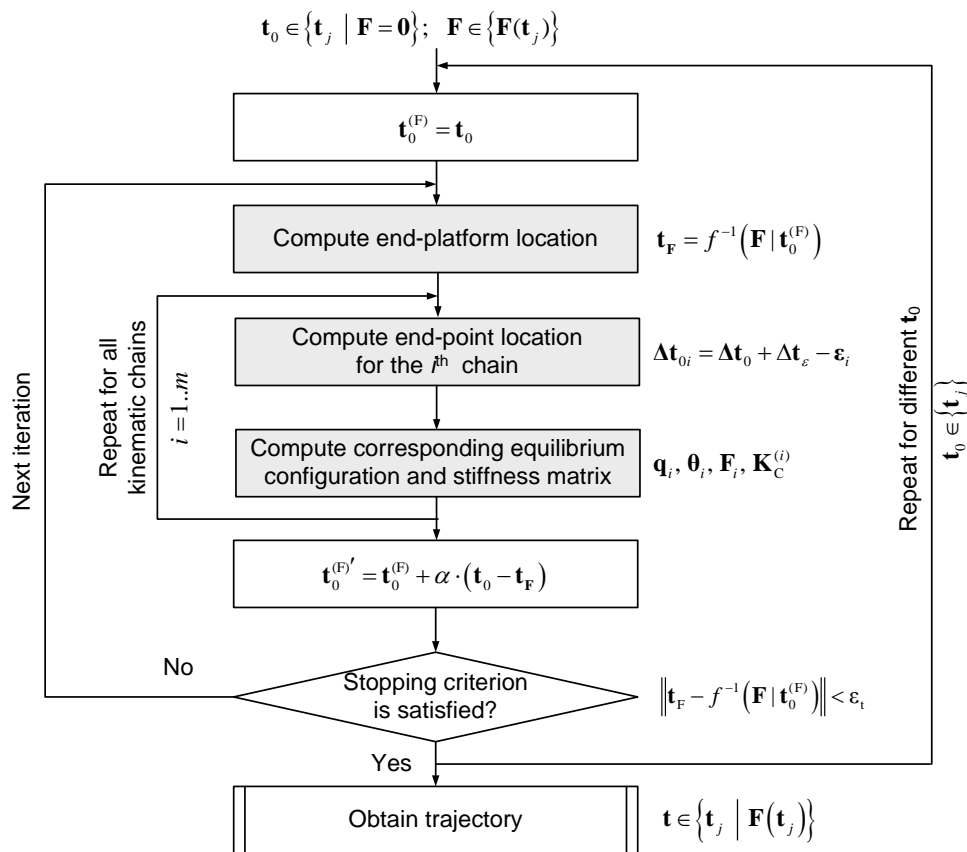 𝐭₀ ∈ {𝐭ⱼ | 𝐅 = 𝟎}; 𝐅 ∈ {𝐅(𝐭ⱼ)}
𝐭₀⁽ᶠ⁾ = 𝐭₀
Compute end-platform location
𝐭_𝐅 = f⁻¹(𝐅 | 𝐭₀^(F))
Compute end-point location
for the iᵗʰ chain
𝚫𝐭₀ᵢ = 𝚫𝐭₀ + Δ𝐭_ε − 𝛆ᵢ
Compute corresponding equilibrium
configuration and stiffness matrix
𝐪ᵢ, 𝛉ᵢ, 𝐅ᵢ, 𝐊_C^(i)
𝐭₀^(F)′ = 𝐭₀^(F) + α·(𝐭₀ − 𝐭_𝐅)
Stopping criterion
is satisfied?
‖𝐭_F − f⁻¹(𝐅 | 𝐭₀^(F))‖ < ε_t
No
Yes
Obtain trajectory
𝐭 ∈ {𝐭ⱼ | 𝐅(𝐭ⱼ)}
Next iteration
Repeat for all
kinematic chains
i = 1..m
Repeat for different 𝐭₀
𝐭₀ ∈ {𝐭ⱼ}